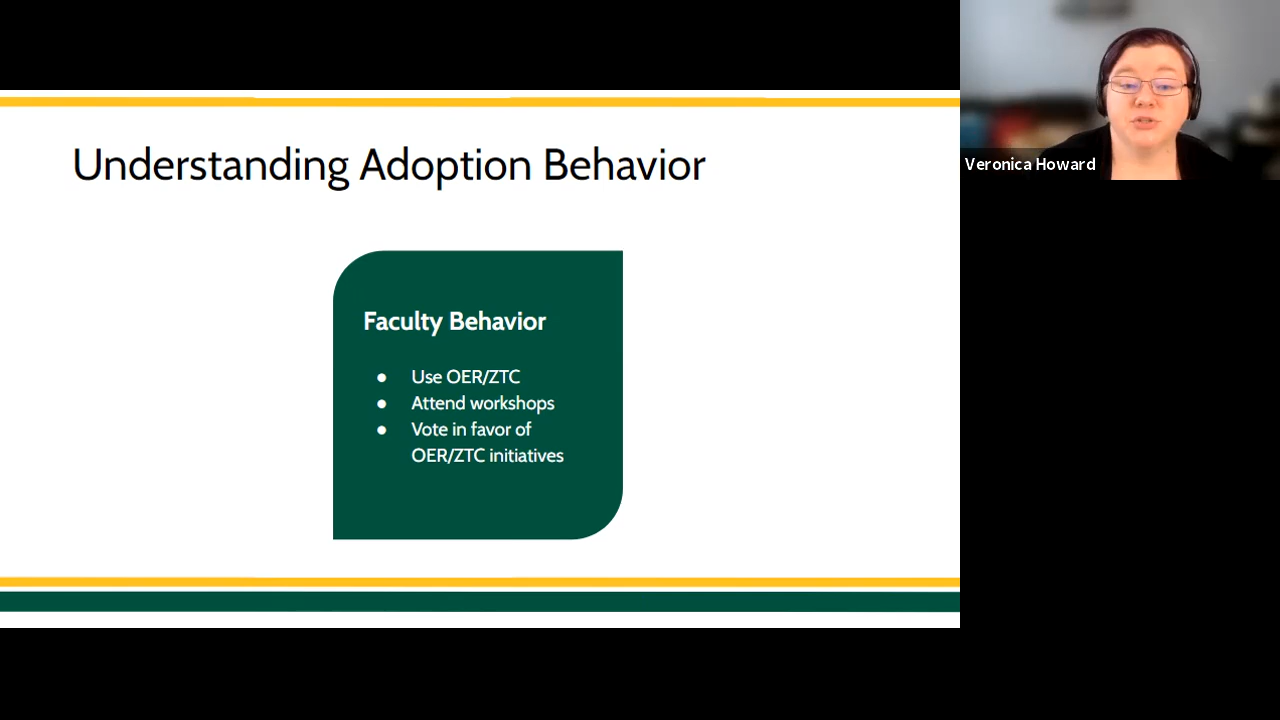 Understanding Adoption Behavior
Faculty Behavior
● Use OER/ZTC
● Attend workshops
● Vote in favor of
OER/ZTC initiatives
Veronica Howard